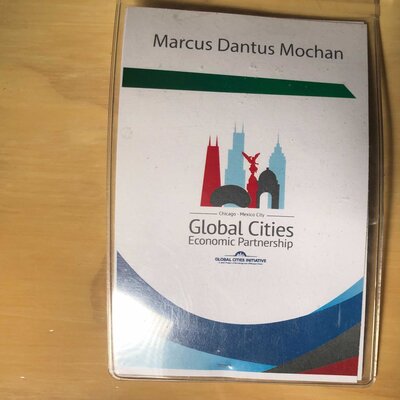 Marcus Dantus Mochan
Chicago - Mexico City
Global Cities
Economic Partnership
GLOBAL CITIES INITIATIVE